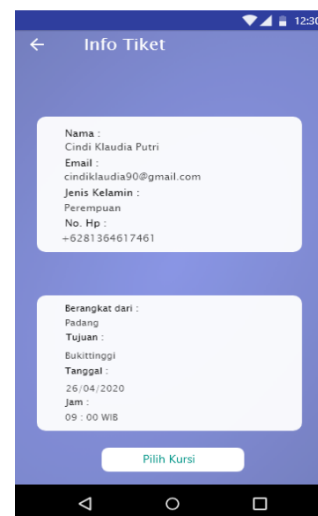 12:30
Info Tiket
Nama :
Cindi Klaudia Putri
Email :
cindiklaudia90@gmail.com
Jenis Kelamin :
Perempuan
No. Hp :
+6281364617461
Berangkat dari :
Padang
Tujuan :
Bukittinggi
Tanggal :
26/04/2020
Jam :
09 : 00 WIB
Pilih Kursi